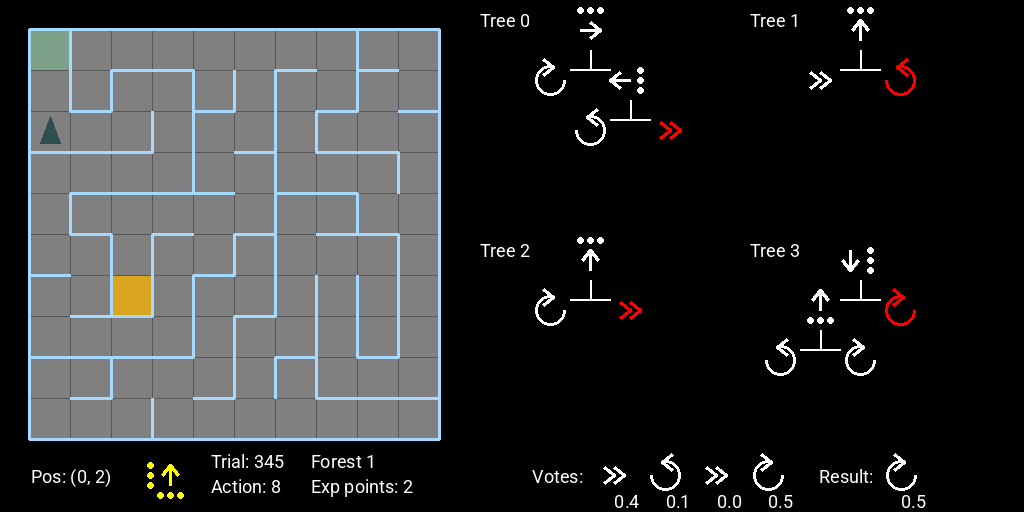 Tree 0
Tree 1
Tree 2
Tree 3
Pos: (0, 2)
Trial: 345
Action: 8
Forest 1
Exp points: 2
Votes:
0.4
0.1
0.0
0.5
Result:
0.5